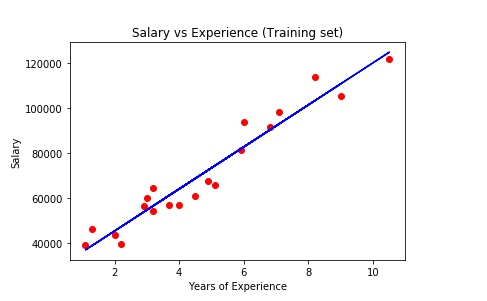 Salary vs Experience (Training set)
120000
100000
80000
60000
40000
Salary
2 4 6 8 10
Years of Experience